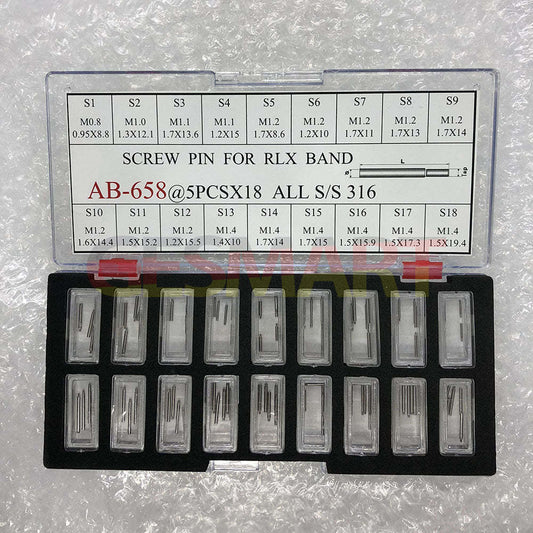 S1 S2 S3 S4 S5 S6 S7 S8 S9
M0.8 M1.0 M1.1 M1.1 M1.2 M1.2 M1.2 M1.2 M1.2
0.95X8.8 1.3X12.1 1.7X13.6 1.2X15 1.7X8.6 1.2X10 1.7X11 1.7X13 1.7X14
SCREW PIN FOR RLX BAND
L
AB-658@5PCSX18 ALL S/S 316
S10 S11 S12 S13 S14 S15 S16 S17 S18
M1.2 M1.2 M1.2 M1.4 M1.4 M1.4 M1.4 M1.4 M1.4
1.6X14.4 1.5X15.2 1.2X15.5 1.4X10 1.7X14 1.7X15 1.5X15.9 1.5X17.3 1.5X19.4
GESMART